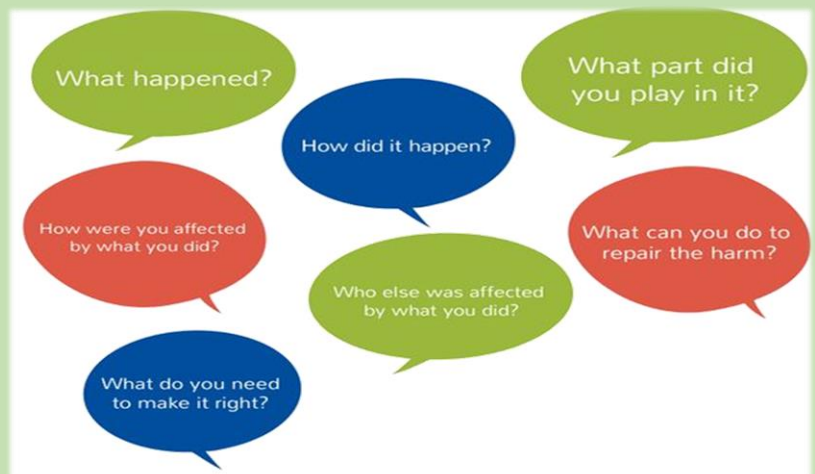 What happened?
What part did
you play in it?
How did it happen?
How were you affected
by what you did?
What can you do to
repair the harm?
Who else was affected
by what you did?
What do you need
to make it right?